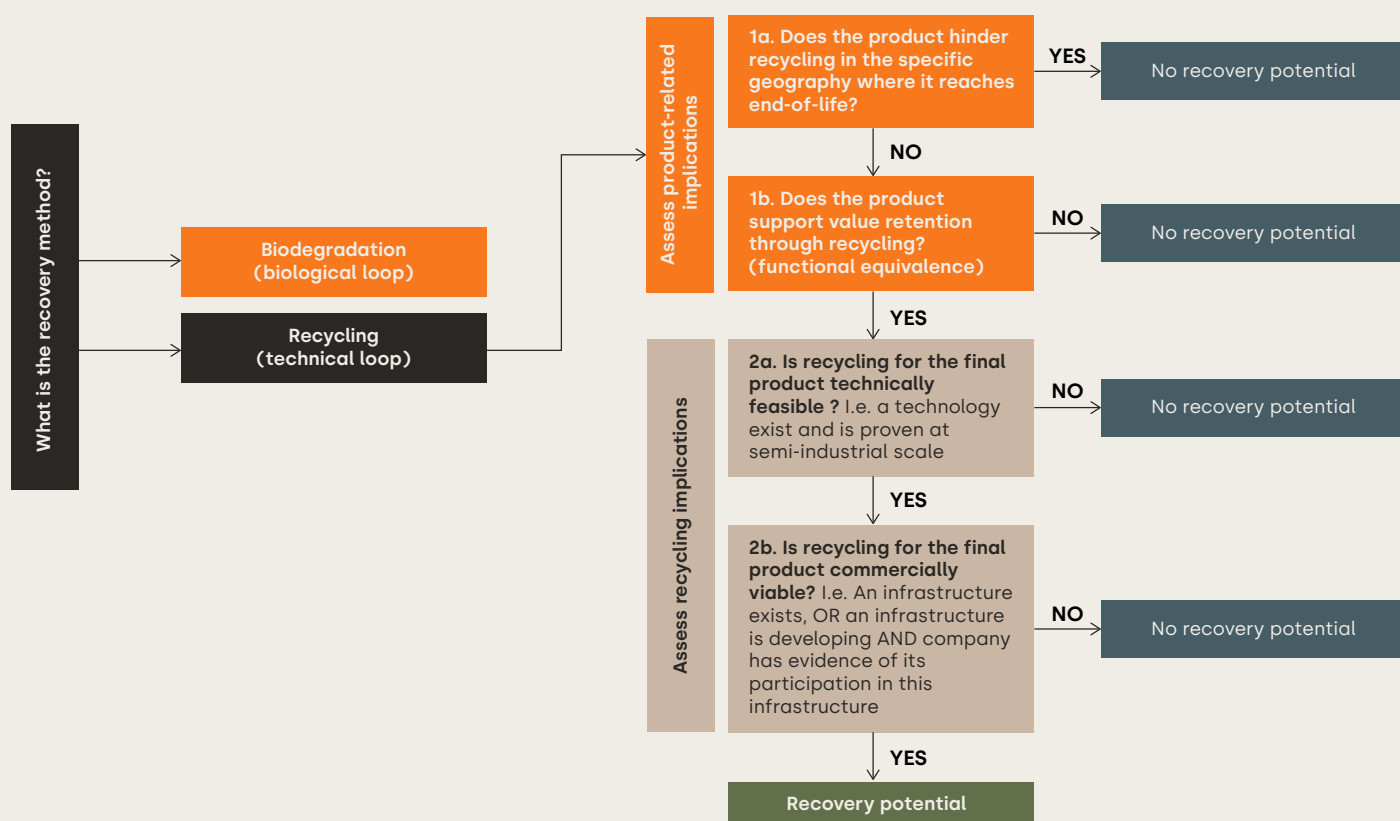 What is the recovery method?
Biodegradation
(biological loop)
Recycling
(technical loop)
Assess product-related
implications
1a. Does the product hinder
recycling in the specific
geography where it reaches
end-of-life?
YES
No recovery potential
NO
1b. Does the product
support value retention
through recycling?
(functional equivalence)
NO
No recovery potential
YES
Assess recycling implications
2a. Is recycling for the final
product technically
feasible ? I.e. a technology
exist and is proven at
semi-industrial scale
NO
No recovery potential
YES
2b. Is recycling for the final
product commercially
viable? I.e. An infrastructure
exists, OR an infrastructure
is developing AND company
has evidence of its
participation in this
infrastructure
NO
No recovery potential
YES
Recovery potential